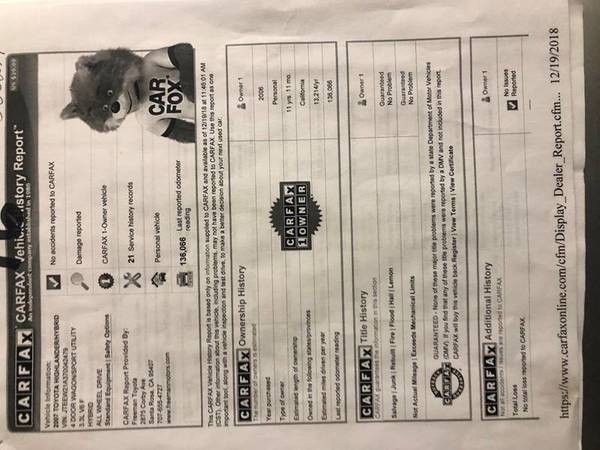 CARFAX CARFAX Vehicle History Report™
An independent company established in 1986
Vehicle Information:
2007 TOYOTA HIGHLANDER HYBRID
4 DOOR WAGON/SPORT UTILITY
3.3L V6
HYBRID
ALL WHEEL DRIVE
Standard Equipment | Safety Options
CARFAX Report Provided By:
Freeman Toyota
2875 Corby Ave
Santa Rosa, CA 95407
707-655-4727
No accidents reported to CARFAX
Damage reported
CARFAX 1-Owner vehicle
21 Service history records
Personal vehicle
136,066 Last reported odometer reading
CAR FOX
This CARFAX Vehicle History Report is based only on information supplied to CARFAX and available as of 12/19/18 at 11:48:01 AM
(CST). Other information about this vehicle, including problems, may not have been reported to CARFAX. Use this report as one
important tool, along with a vehicle inspection and test drive, to make a better decision about your next used car.
CARFAX Ownership History
The number of owners is estimated
Owner 1
Year purchased 2006
Type of owner Personal
Estimated length of ownership 11 yrs. 11 mo.
Owned in the following states/provinces California
Estimated miles driven per year 13,214/yr
Last reported odometer reading 136,066
CARFAX 1 OWNER
CARFAX Title History
CARFAX guarantees the information in this section
Owner 1
Salvage | Junk | Rebuilt | Fire | Flood | Hail | Lemon Guaranteed No Problem
Not Actual Mileage | Exceeds Mechanical Limits Guaranteed No Problem
GUARANTEED - None of these major title problems were reported by a state Department of Motor Vehicles
(DMV). If you find that any of these title problems were reported by a DMV and not included in this report,
CARFAX will buy this vehicle back. Register | View Terms | View Certificate
CARFAX Additional History
Not all accidents / issues are reported to CARFAX
Owner 1
Total Loss
No total loss reported to CARFAX.
No Issues Reported
https://www.carfaxonline.com/cfm/Display_Dealer_Report.cfm... 12/19/2018